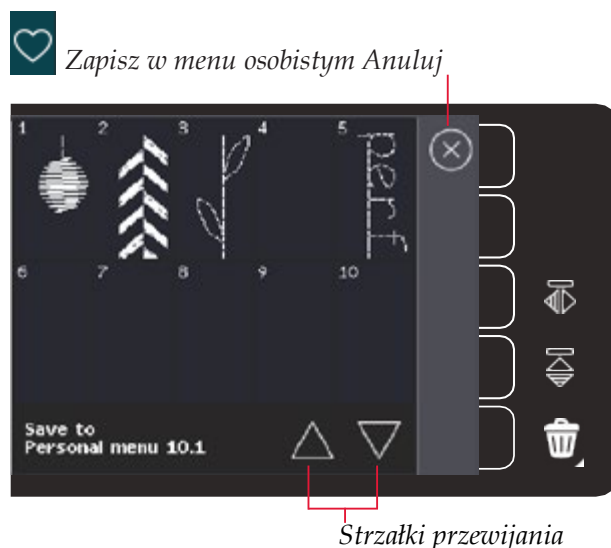 Zapisz w menu osobistym Anuluj
1 2 3 4 5
perf
6 7 8 9 10
Save to
Personal menu 10.1
Strzałki przewijania